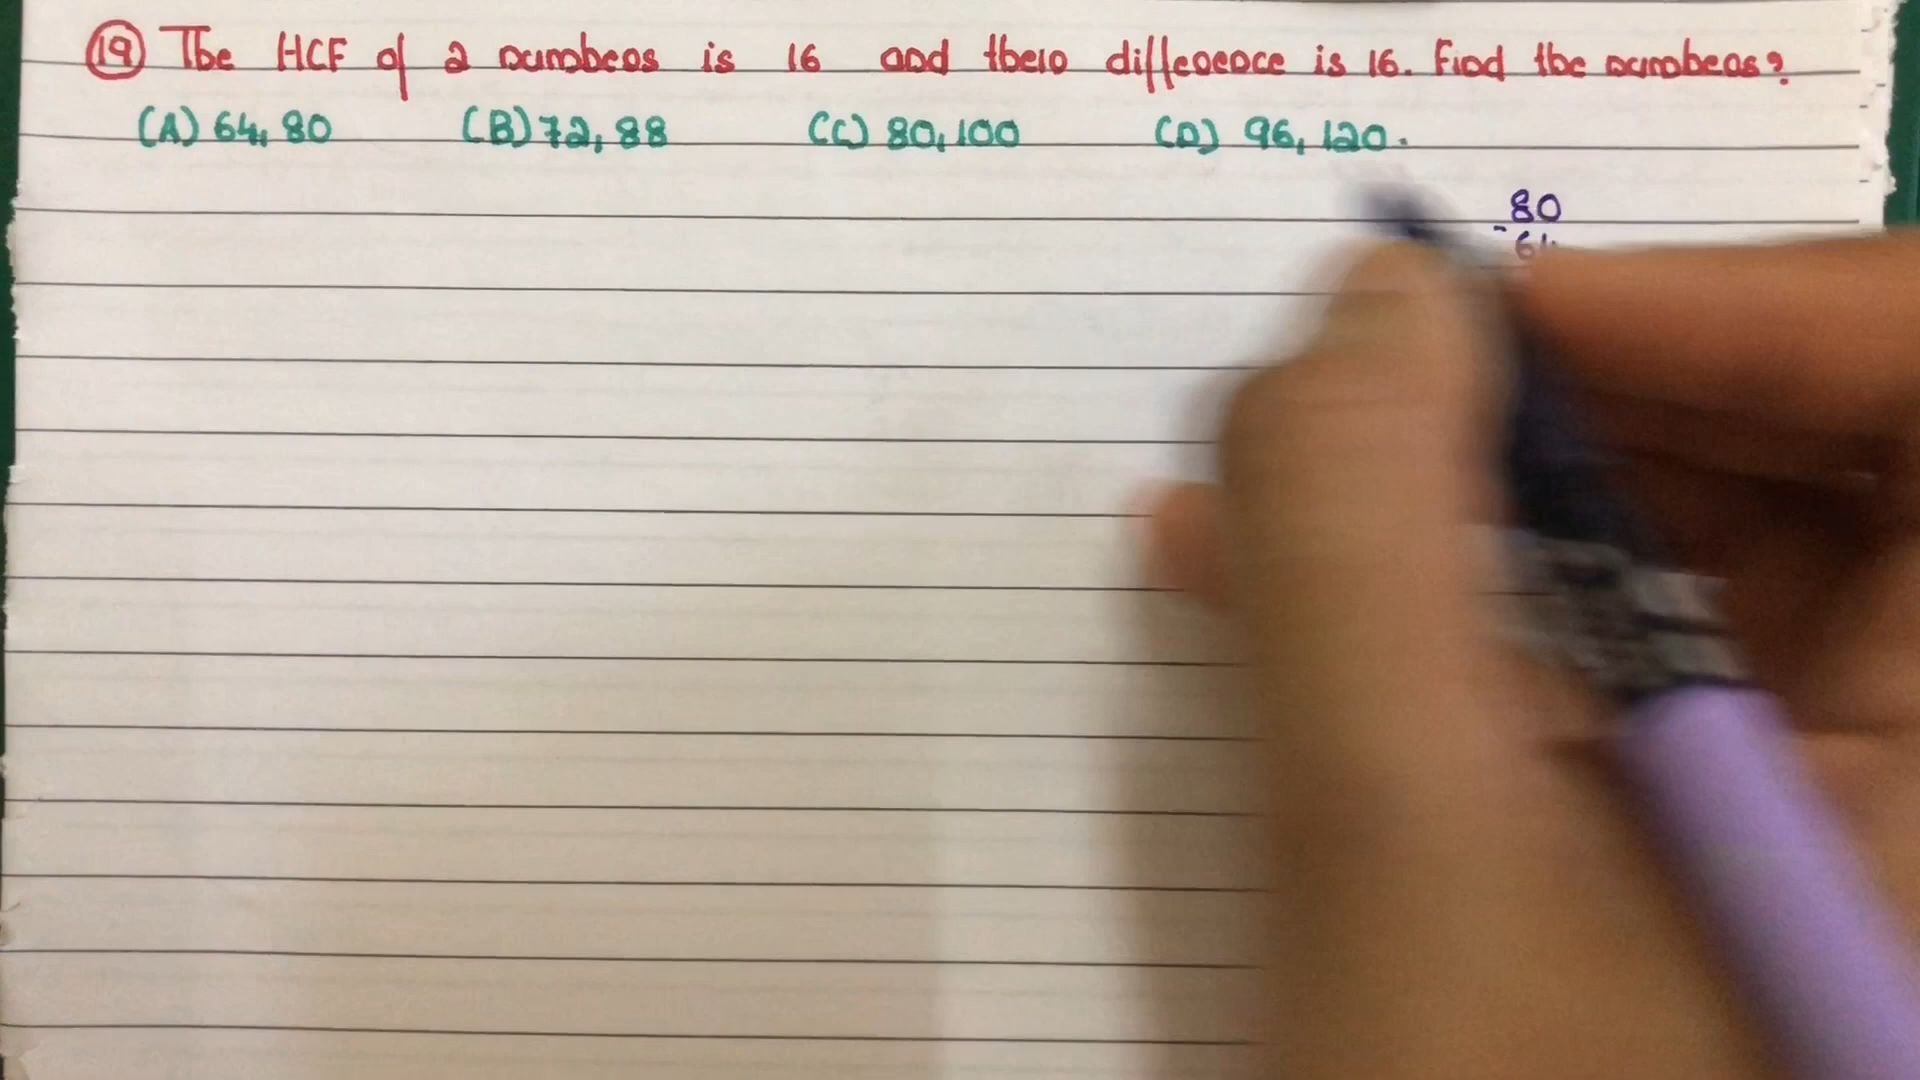 19 The HCF of 2 numbers is 16 and their difference is 16. Find the numbers?
(A) 64, 80 (B) 72, 88 (C) 80, 100 (D) 96, 120.
80
- 64